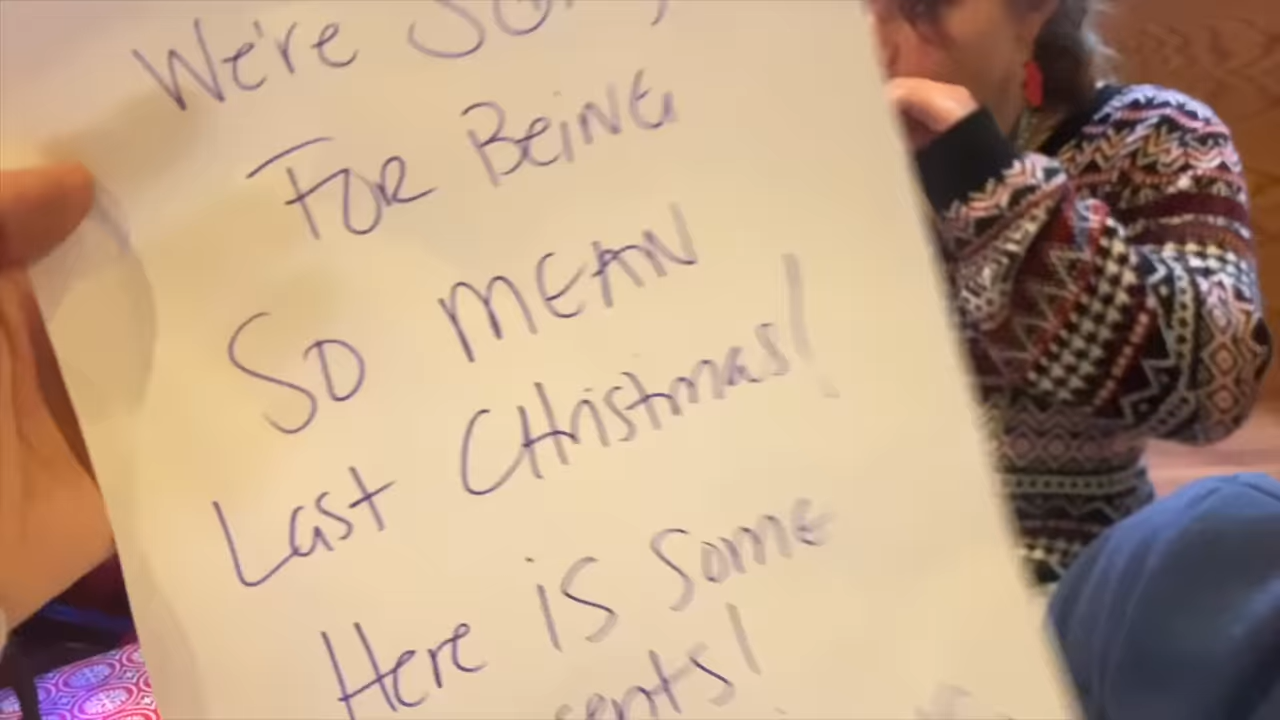 We're
FOR BEiNG
SO MEAN
Last CHristmas!
Here iS Some